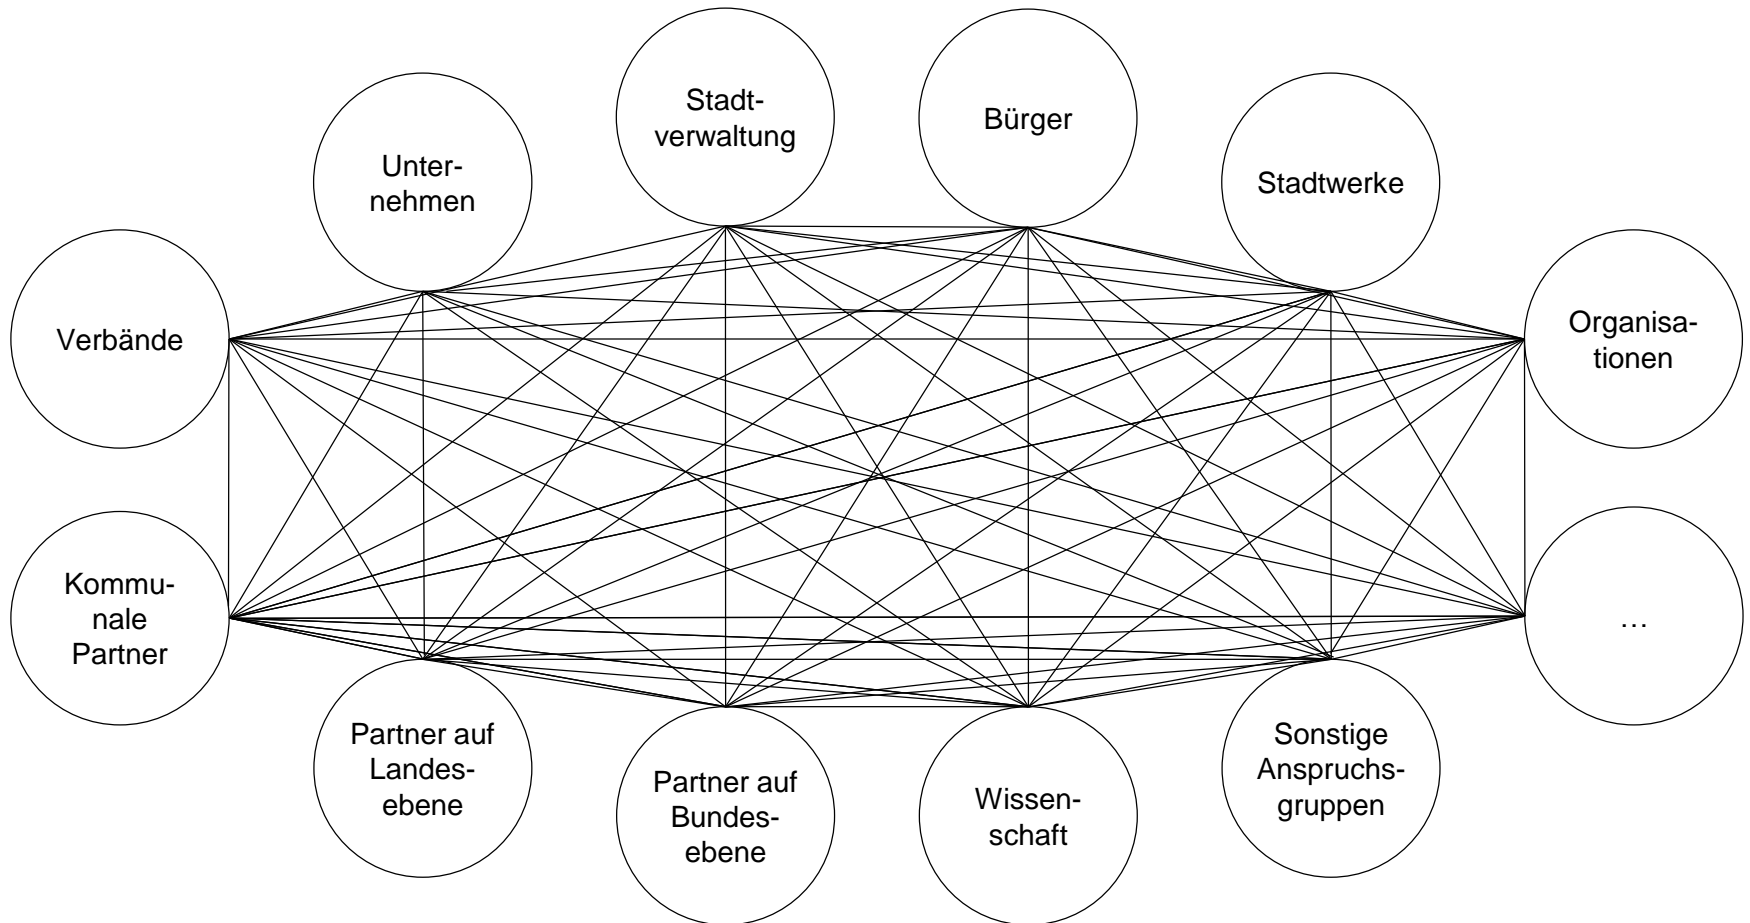 Stadt-
verwaltung
Bürger
Unter-
nehmen
Stadtwerke
Verbände
Organisa-
tionen
Kommu-
nale
Partner
…
Partner auf
Landes-
ebene
Partner auf
Bundes-
ebene
Wissen-
schaft
Sonstige
Anspruchs-
gruppen